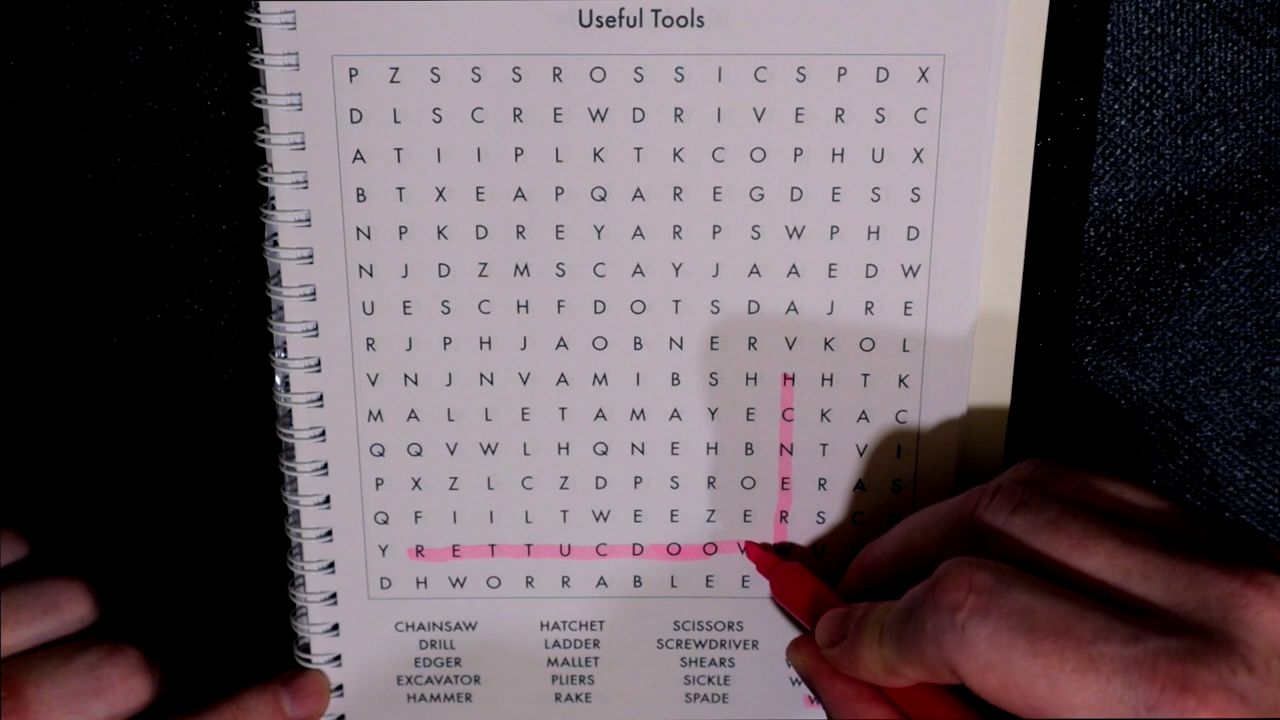 Useful Tools
P Z S S S R O S S I C S P D X
D L S C R E W D R I V E R S C
A T I I P L K T K C O P H U X
B T X E A P Q A R E G D E S S
N P K D R E Y A R P S W P H D
N J D Z M S C A Y J A A E D W
U E S C H F D O T S D A J R E
R J P H J A O B N E R V K O L
V N J N V A M I B S H H H T K
M A L L E T A M A Y E C K A C
Q Q V W L H Q N E H B N T V I
P X Z L C Z D P S R O E R A S
Q F I I L T W E E Z E R S C
Y R E T T U C D O O W U
D H W O R R A B L E E
CHAINSAW HATCHET SCISSORS
DRILL LADDER SCREWDRIVER
EDGER MALLET SHEARS
EXCAVATOR PLIERS SICKLE
HAMMER RAKE SPADE